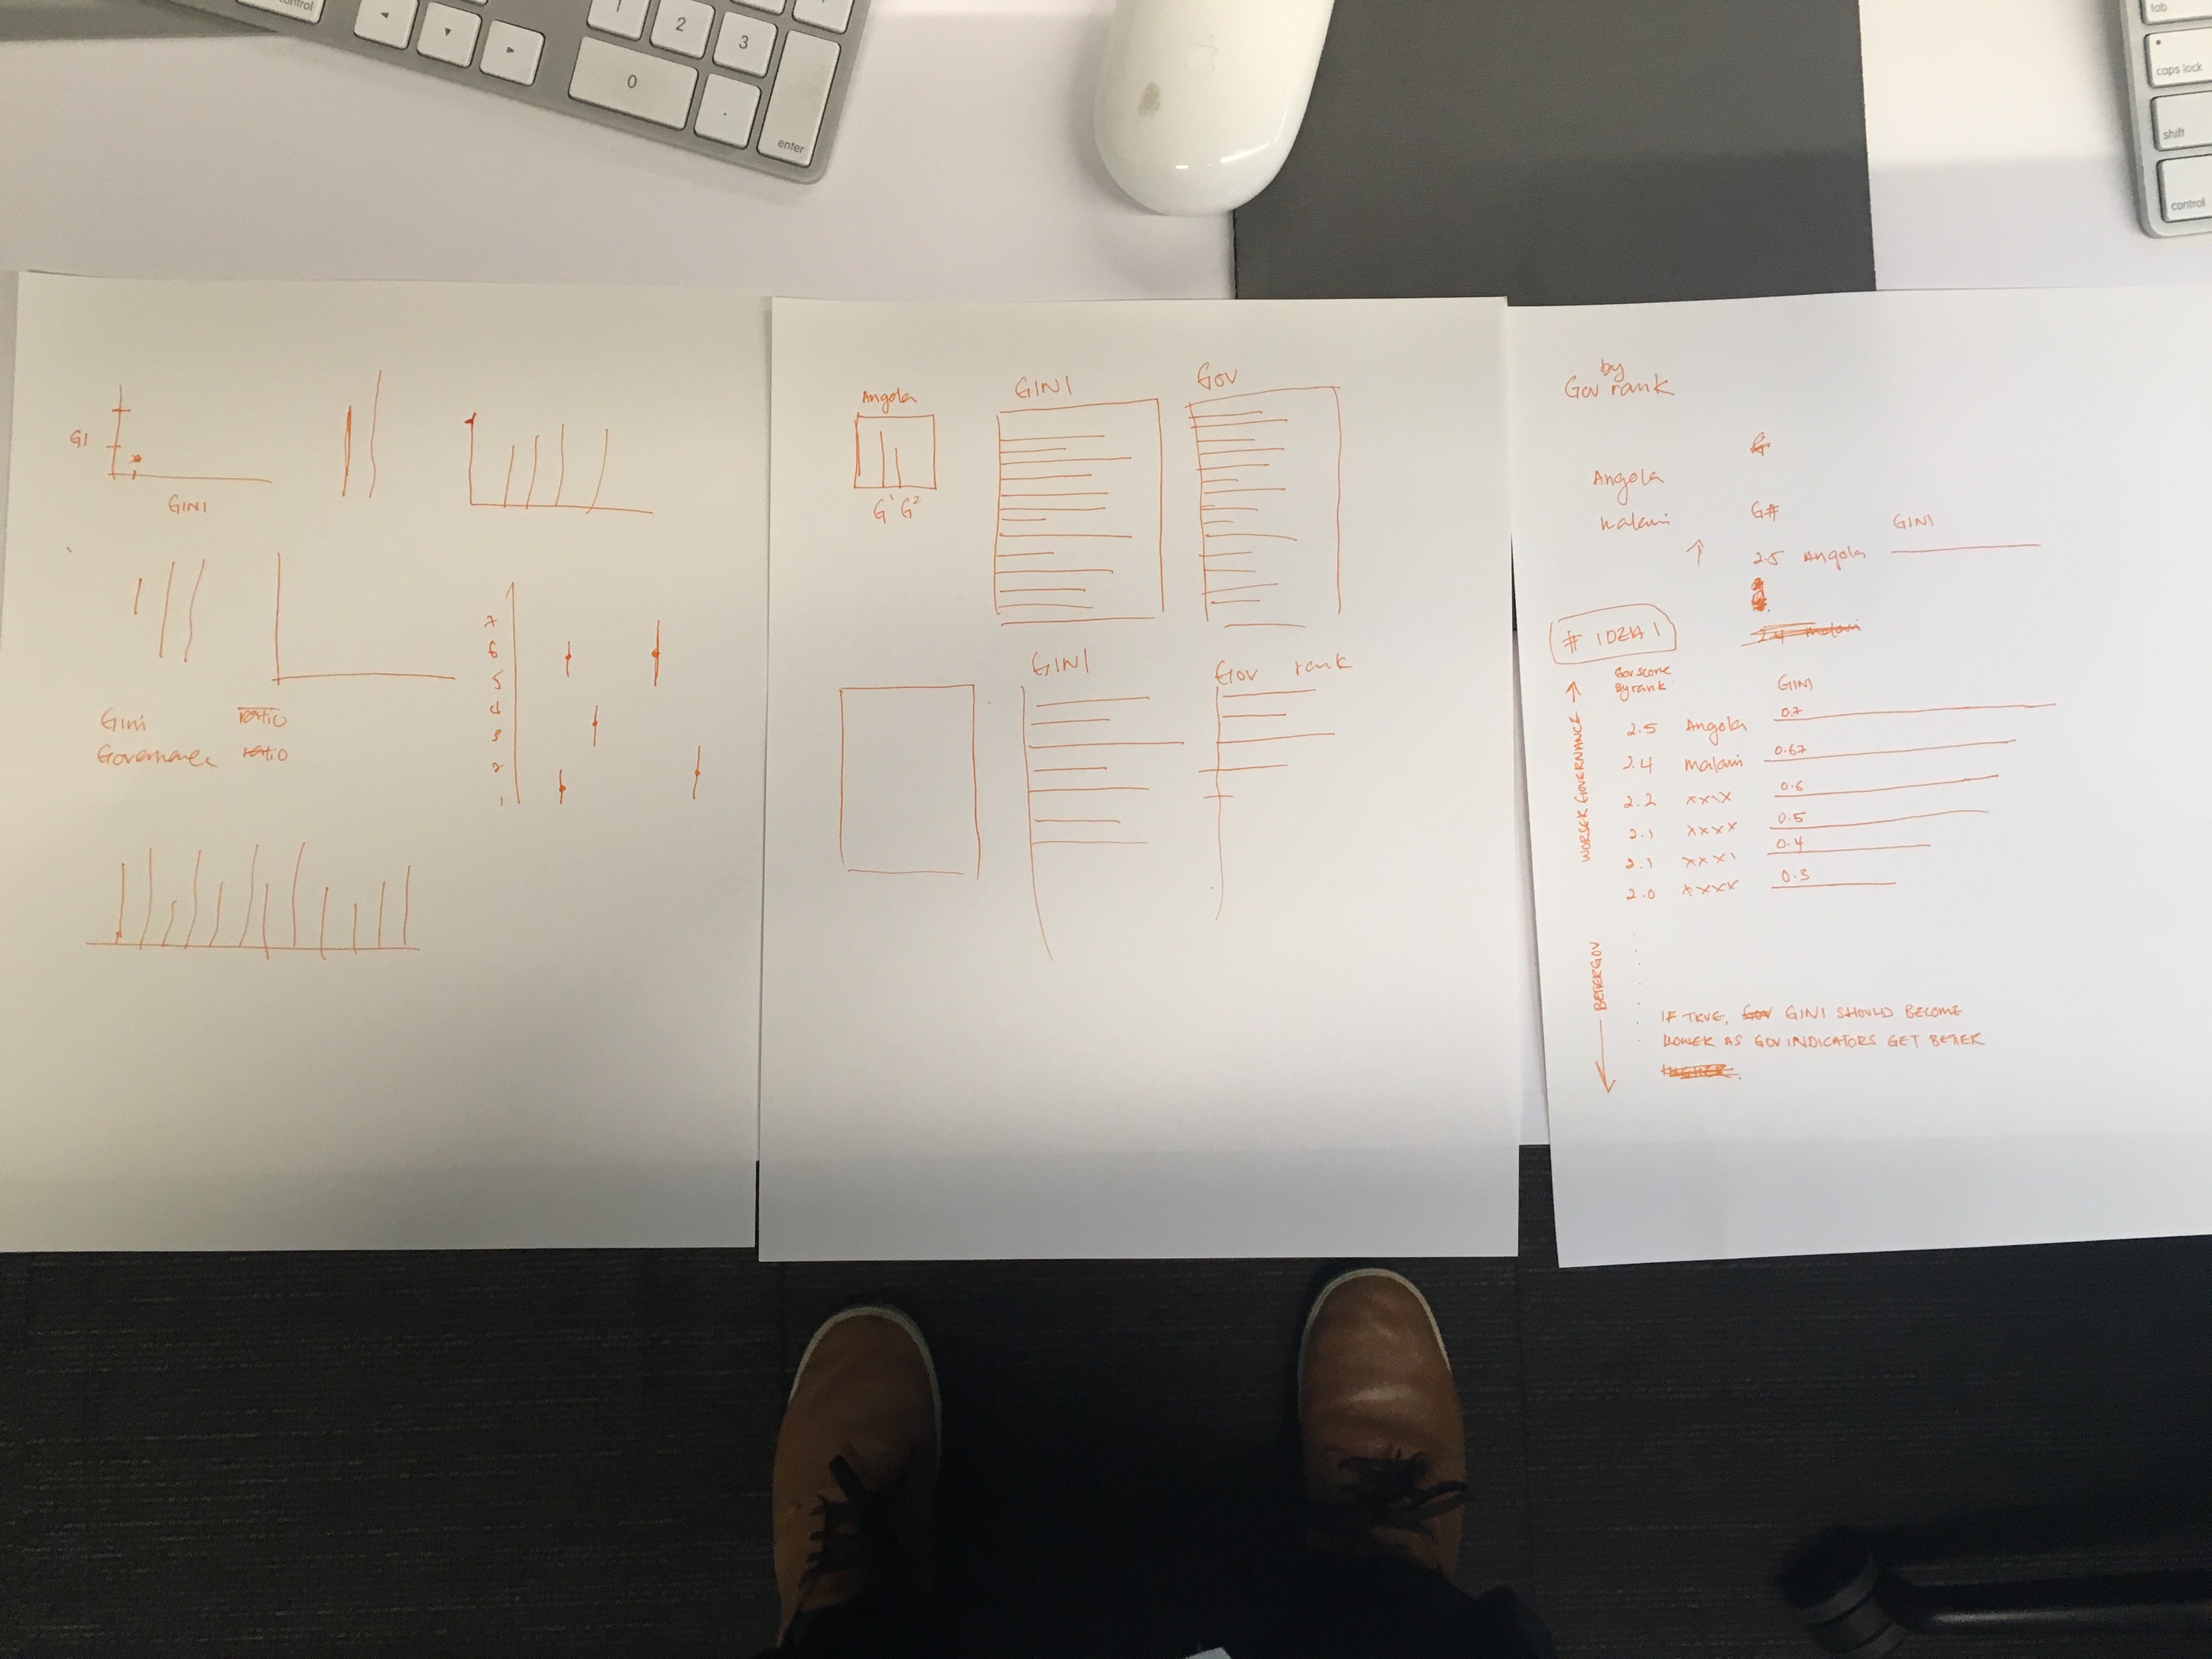 control
1
2
3
0
.
enter
tab
caps lock
shift
control
G1
GINI
Gini ratio
Governance ratio
7
6
5
4
3
2
1
Angola
G1 G2
GINI
Gov
GINI
Gov rank
by
Gov rank
G
Angola
malawi
G#
GINI
2.5 Angola
2.4 malawi
# IDEA 1
Gov score
By rank
GINI
2.5 Angola 0.7
2.4 malawi 0.67
2.2 xxxx 0.6
2.1 xxxx 0.5
2.1 xxxx 0.4
2.0 xxxx 0.3
WORSER GOVERNANCE
BETTER GOV
IF TRUE, GOV GINI SHOULD BECOME
LOWER AS GOV INDICATORS GET BETER
HIGHER.